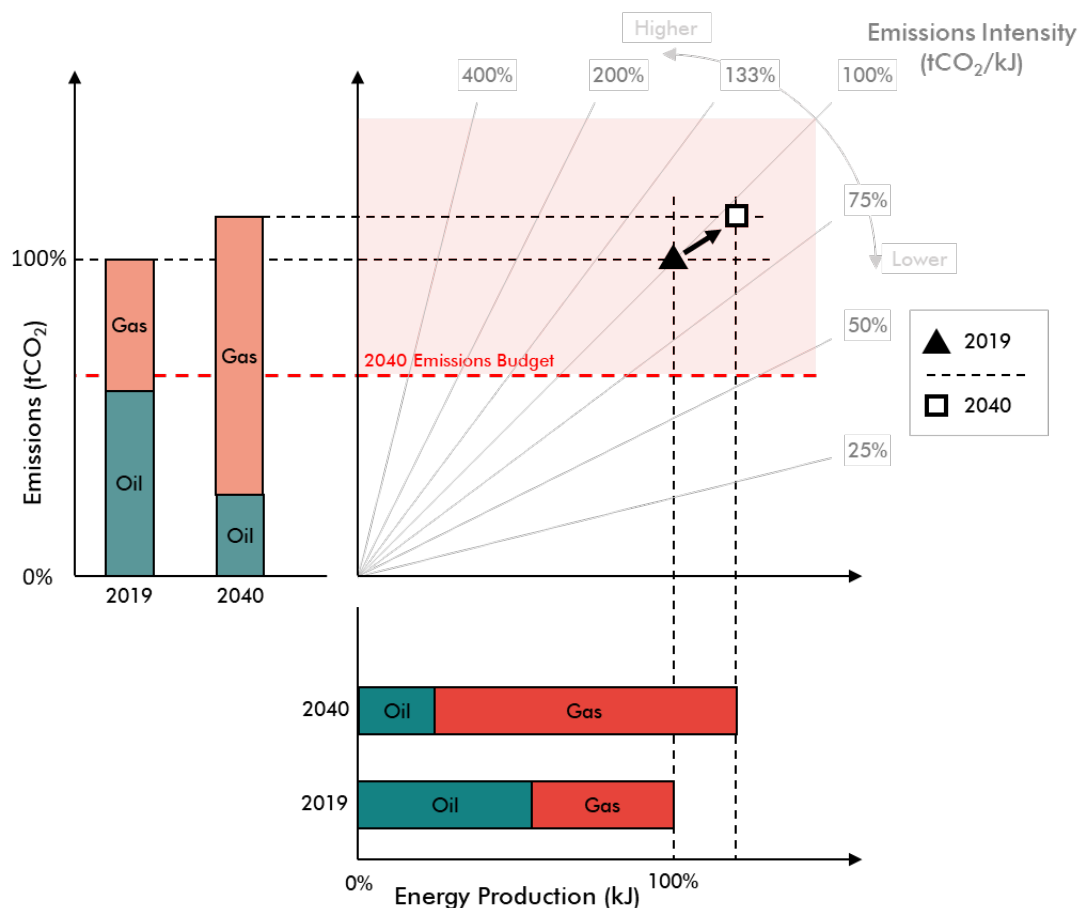 Higher
Emissions Intensity
(tCO₂/kJ)
400%
200%
133%
100%
75%
Lower
50%
25%
2019
2040
100%
0%
Emissions (tCO₂)
Gas
Oil
Gas
Oil
2019
2040
2040 Emissions Budget
2040
Oil
Gas
2019
Oil
Gas
0%
100%
Energy Production (kJ)